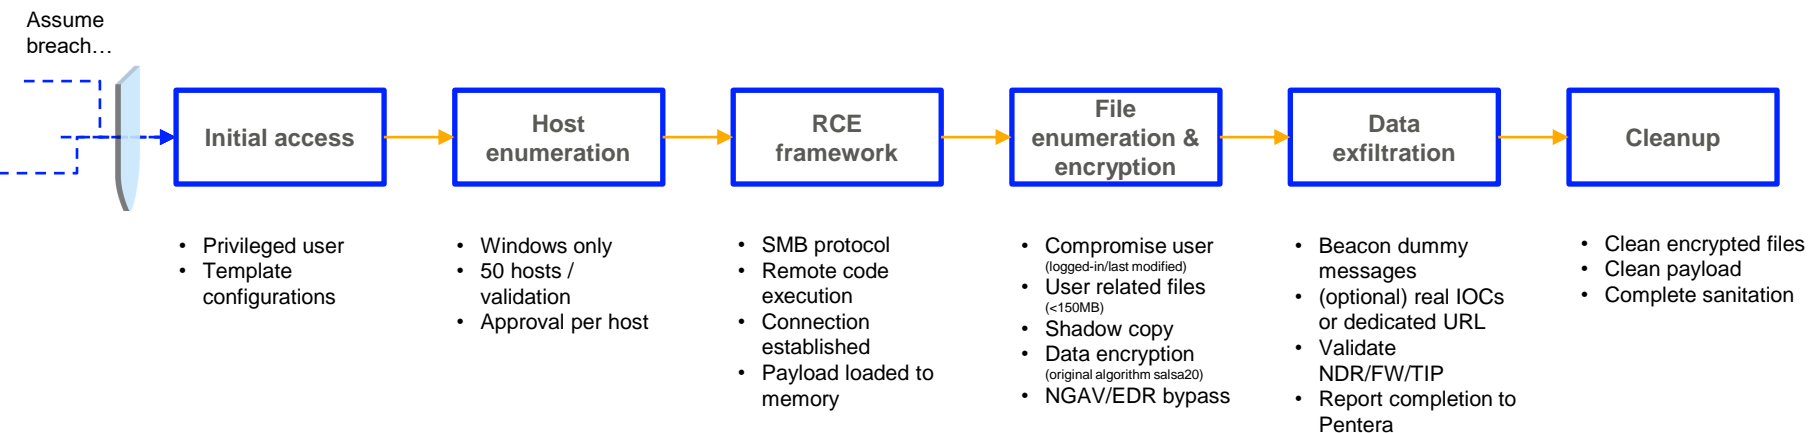 Assume
breach…
Initial access
Host
enumeration
RCE
framework
File
enumeration &
encryption
Data
exfiltration
Cleanup
• Privileged user
• Template
configurations
• Windows only
• 50 hosts /
validation
• Approval per host
• SMB protocol
• Remote code
execution
• Connection
established
• Payload loaded to
memory
• Compromise user
(logged-in/last modified)
• User related files
(<150MB)
• Shadow copy
• Data encryption
(original algorithm salsa20)
• NGAV/EDR bypass
• Beacon dummy
messages
• (optional) real IOCs
or dedicated URL
• Validate
NDR/FW/TIP
• Report completion to
Pentera
• Clean encrypted files
• Clean payload
• Complete sanitation